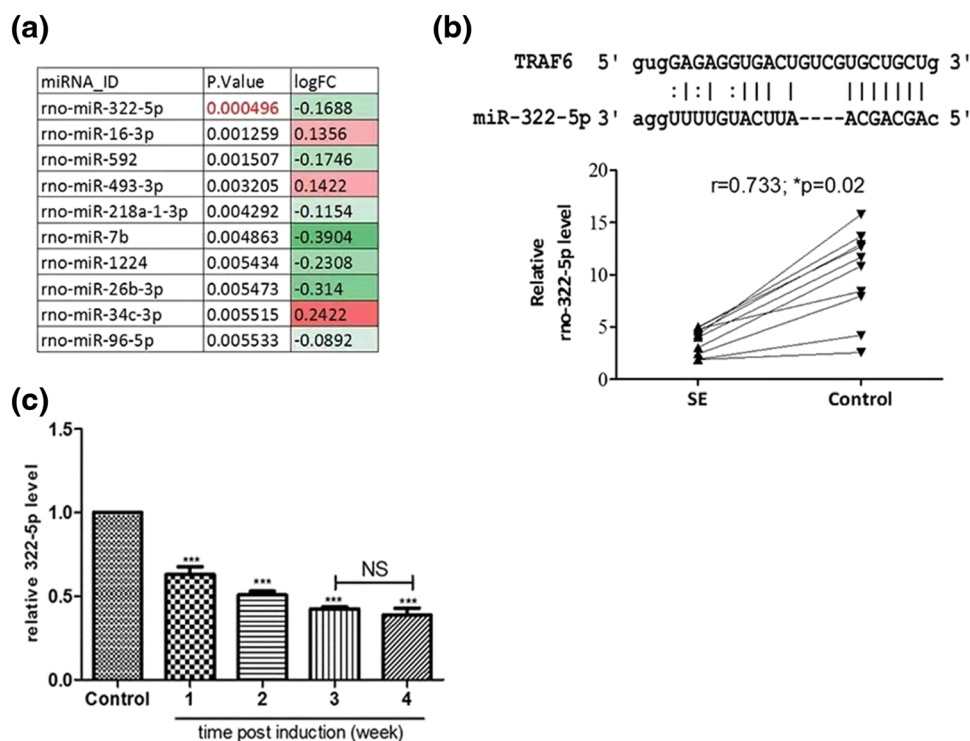 (a)
miRNA_ID P.Value logFC
rno-miR-322-5p 0.000496 -0.1688
rno-miR-16-3p 0.001259 0.1356
rno-miR-592 0.001507 -0.1746
rno-miR-493-3p 0.003205 0.1422
rno-miR-218a-1-3p 0.004292 -0.1154
rno-miR-7b 0.004863 -0.3904
rno-miR-1224 0.005434 -0.2308
rno-miR-26b-3p 0.005473 -0.314
rno-miR-34c-3p 0.005515 0.2422
rno-miR-96-5p 0.005533 -0.0892
(b)
TRAF6 5' gugGAGAGGUGACUGUCGUGCUGCUg 3'
:|:| :||| | |||||||
miR-322-5p 3' aggUUUUGUACUUA----ACGACGAc 5'
r=0.733; *p=0.02
Relative
rno-322-5p level
20
15
10
5
0
SE Control
(c)
relative 322-5p level
1.5
1.0
0.5
0.0
***
***
***
***
NS
Control 1 2 3 4
time post induction (week)